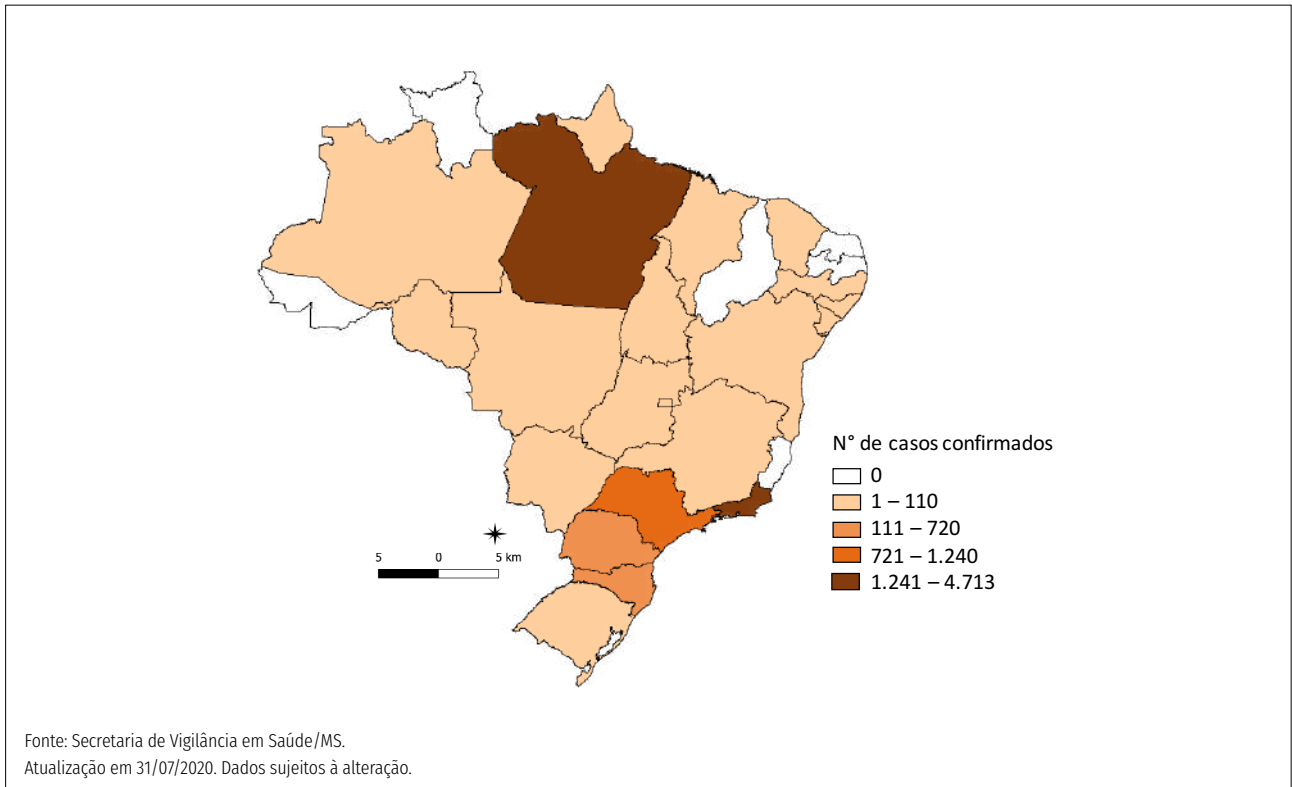 N° de casos confirmados
0
1 – 110
111 – 720
721 – 1.240
1.241 – 4.713
5 0 5 km
Fonte: Secretaria de Vigilância em Saúde/MS.
Atualização em 31/07/2020. Dados sujeitos à alteração.